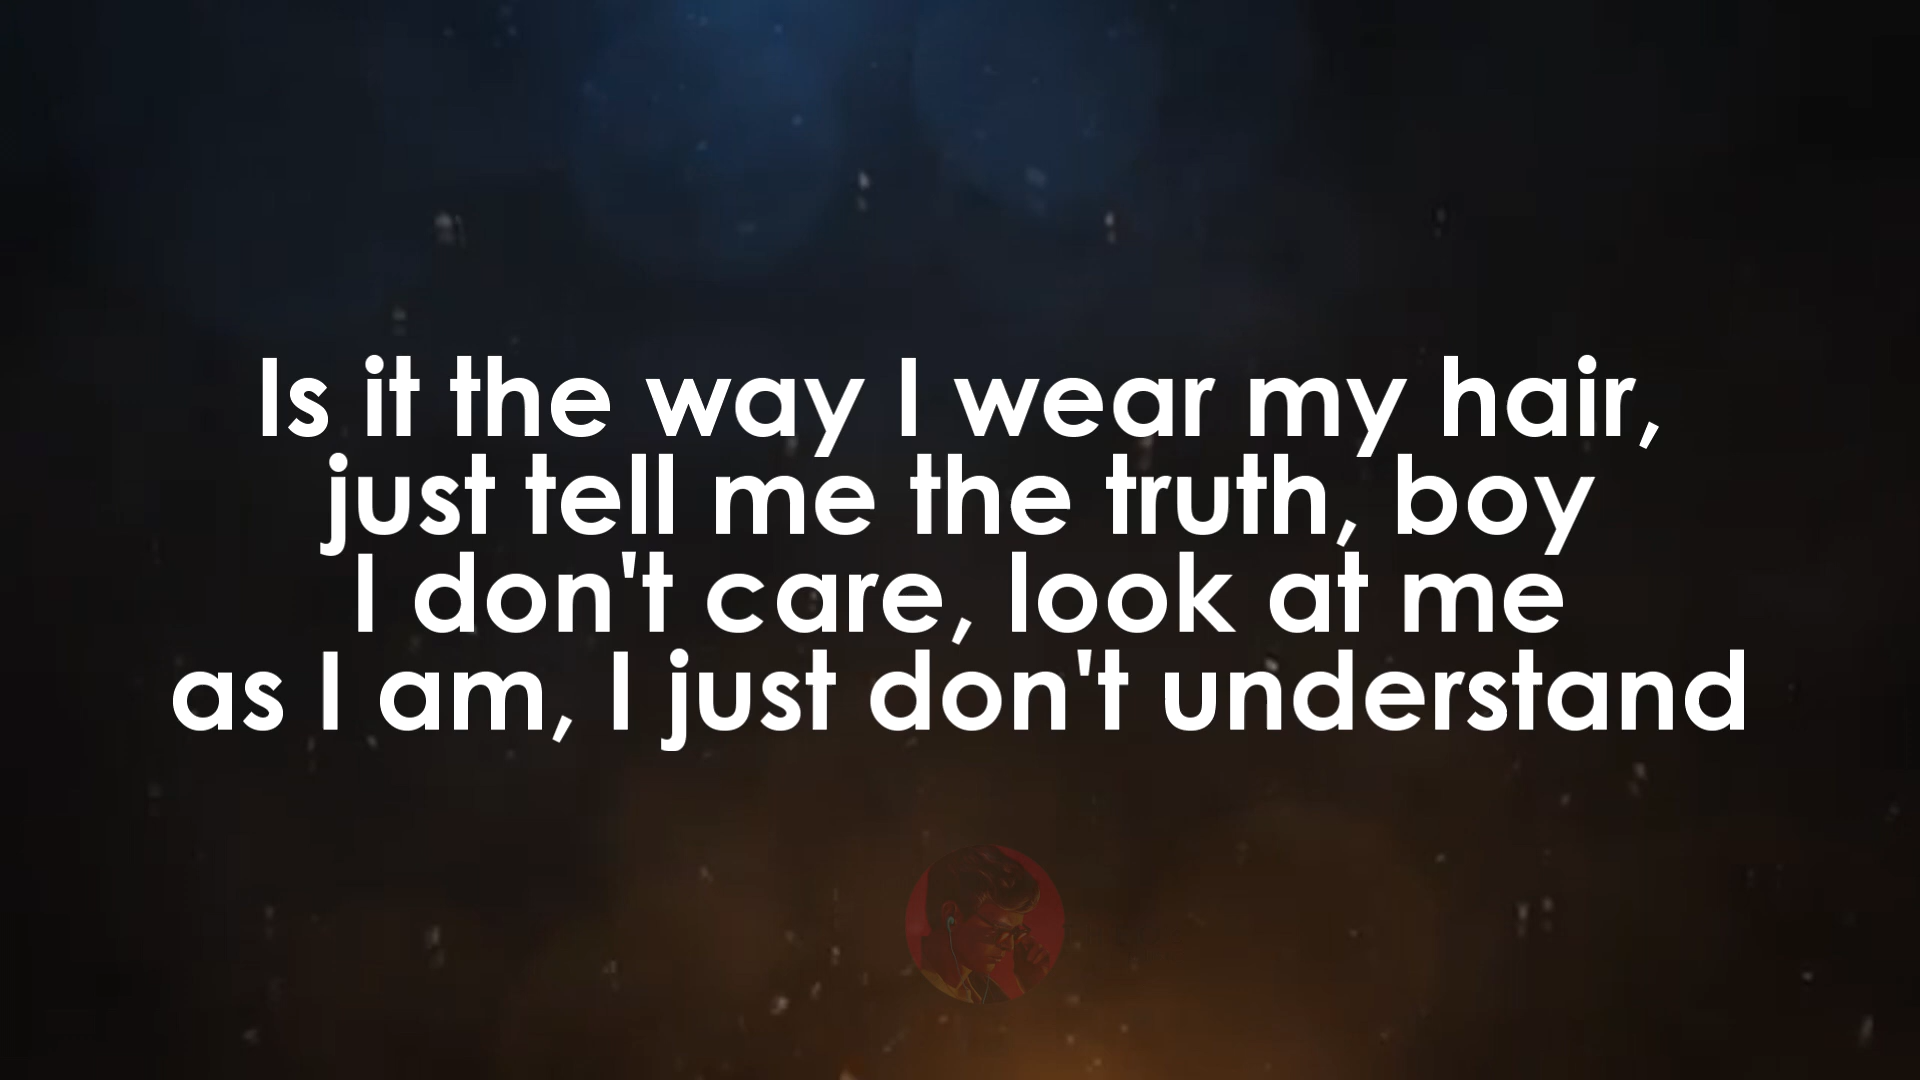 Is it the way I wear my hair,
just tell me the truth, boy
I don't care, look at me
as I am, I just don't understand